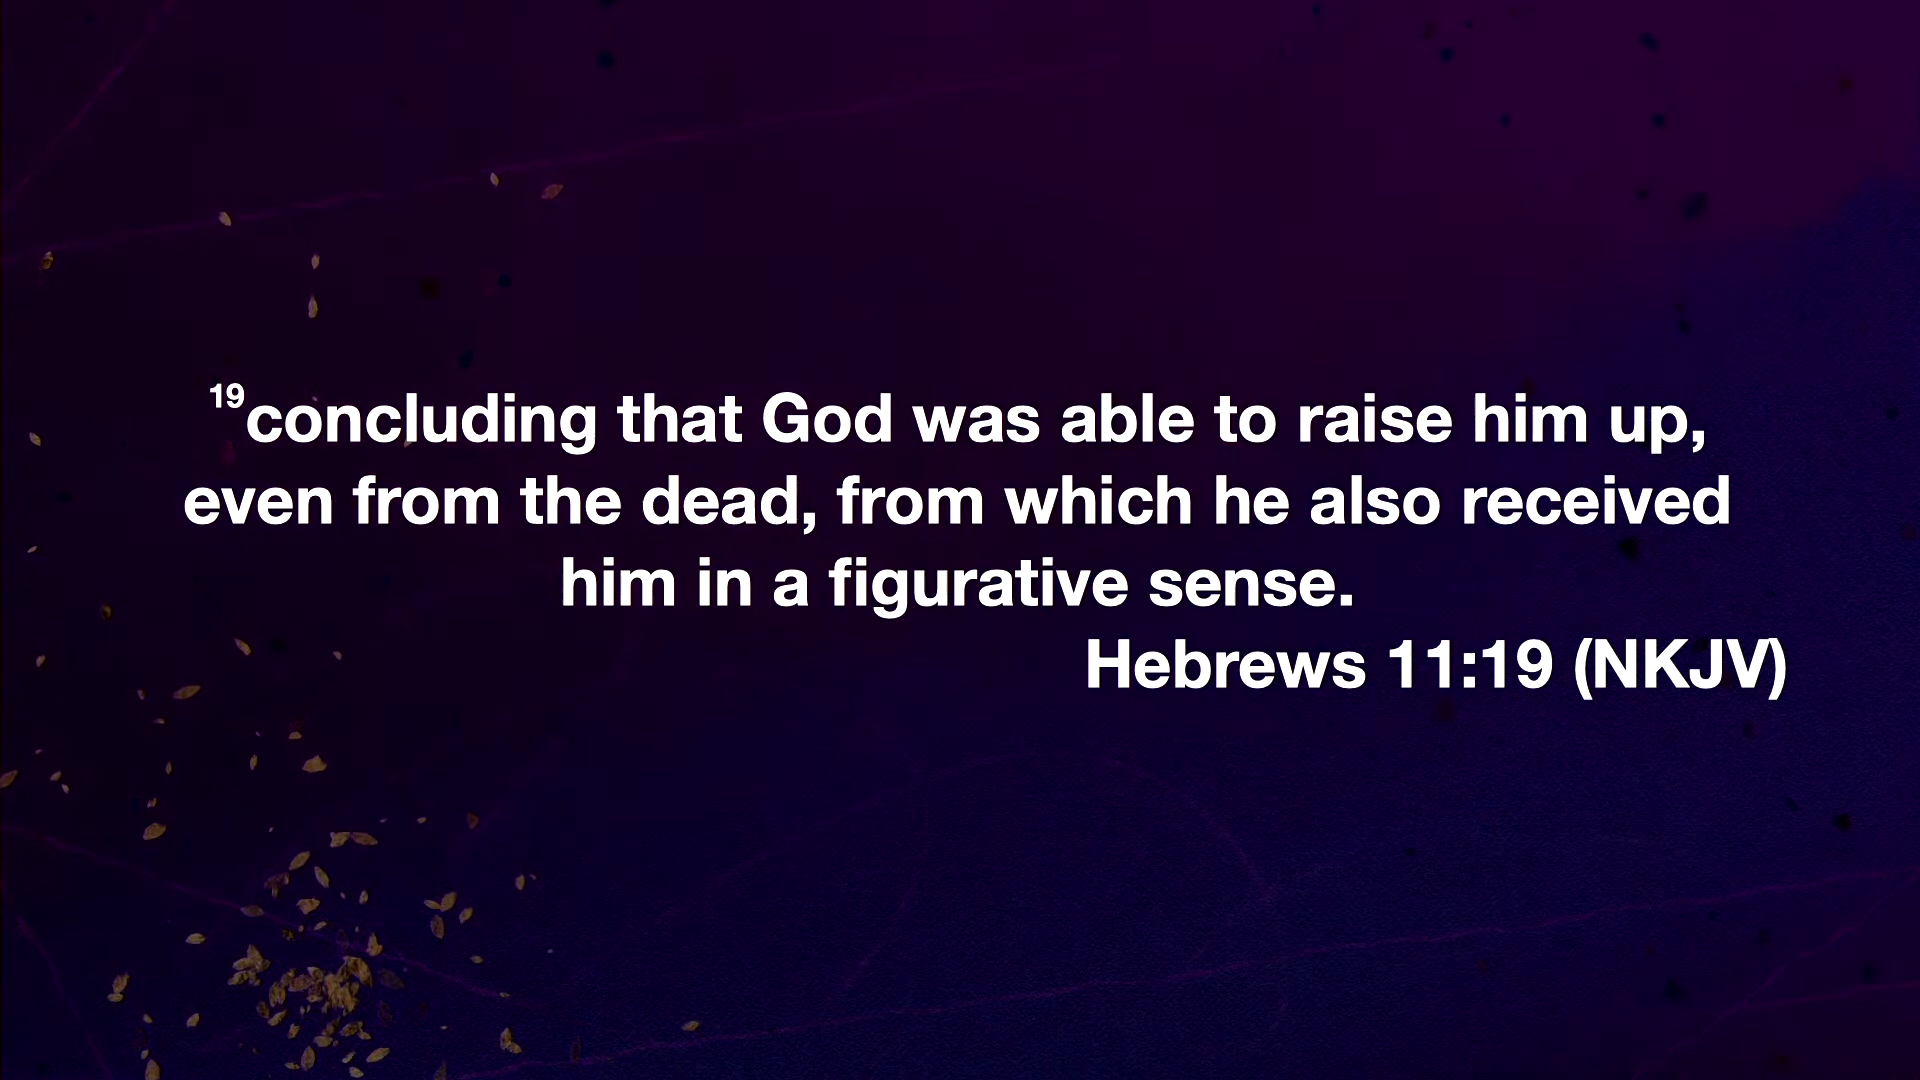 19concluding that God was able to raise him up,
even from the dead, from which he also received
him in a figurative sense.
Hebrews 11:19 (NKJV)